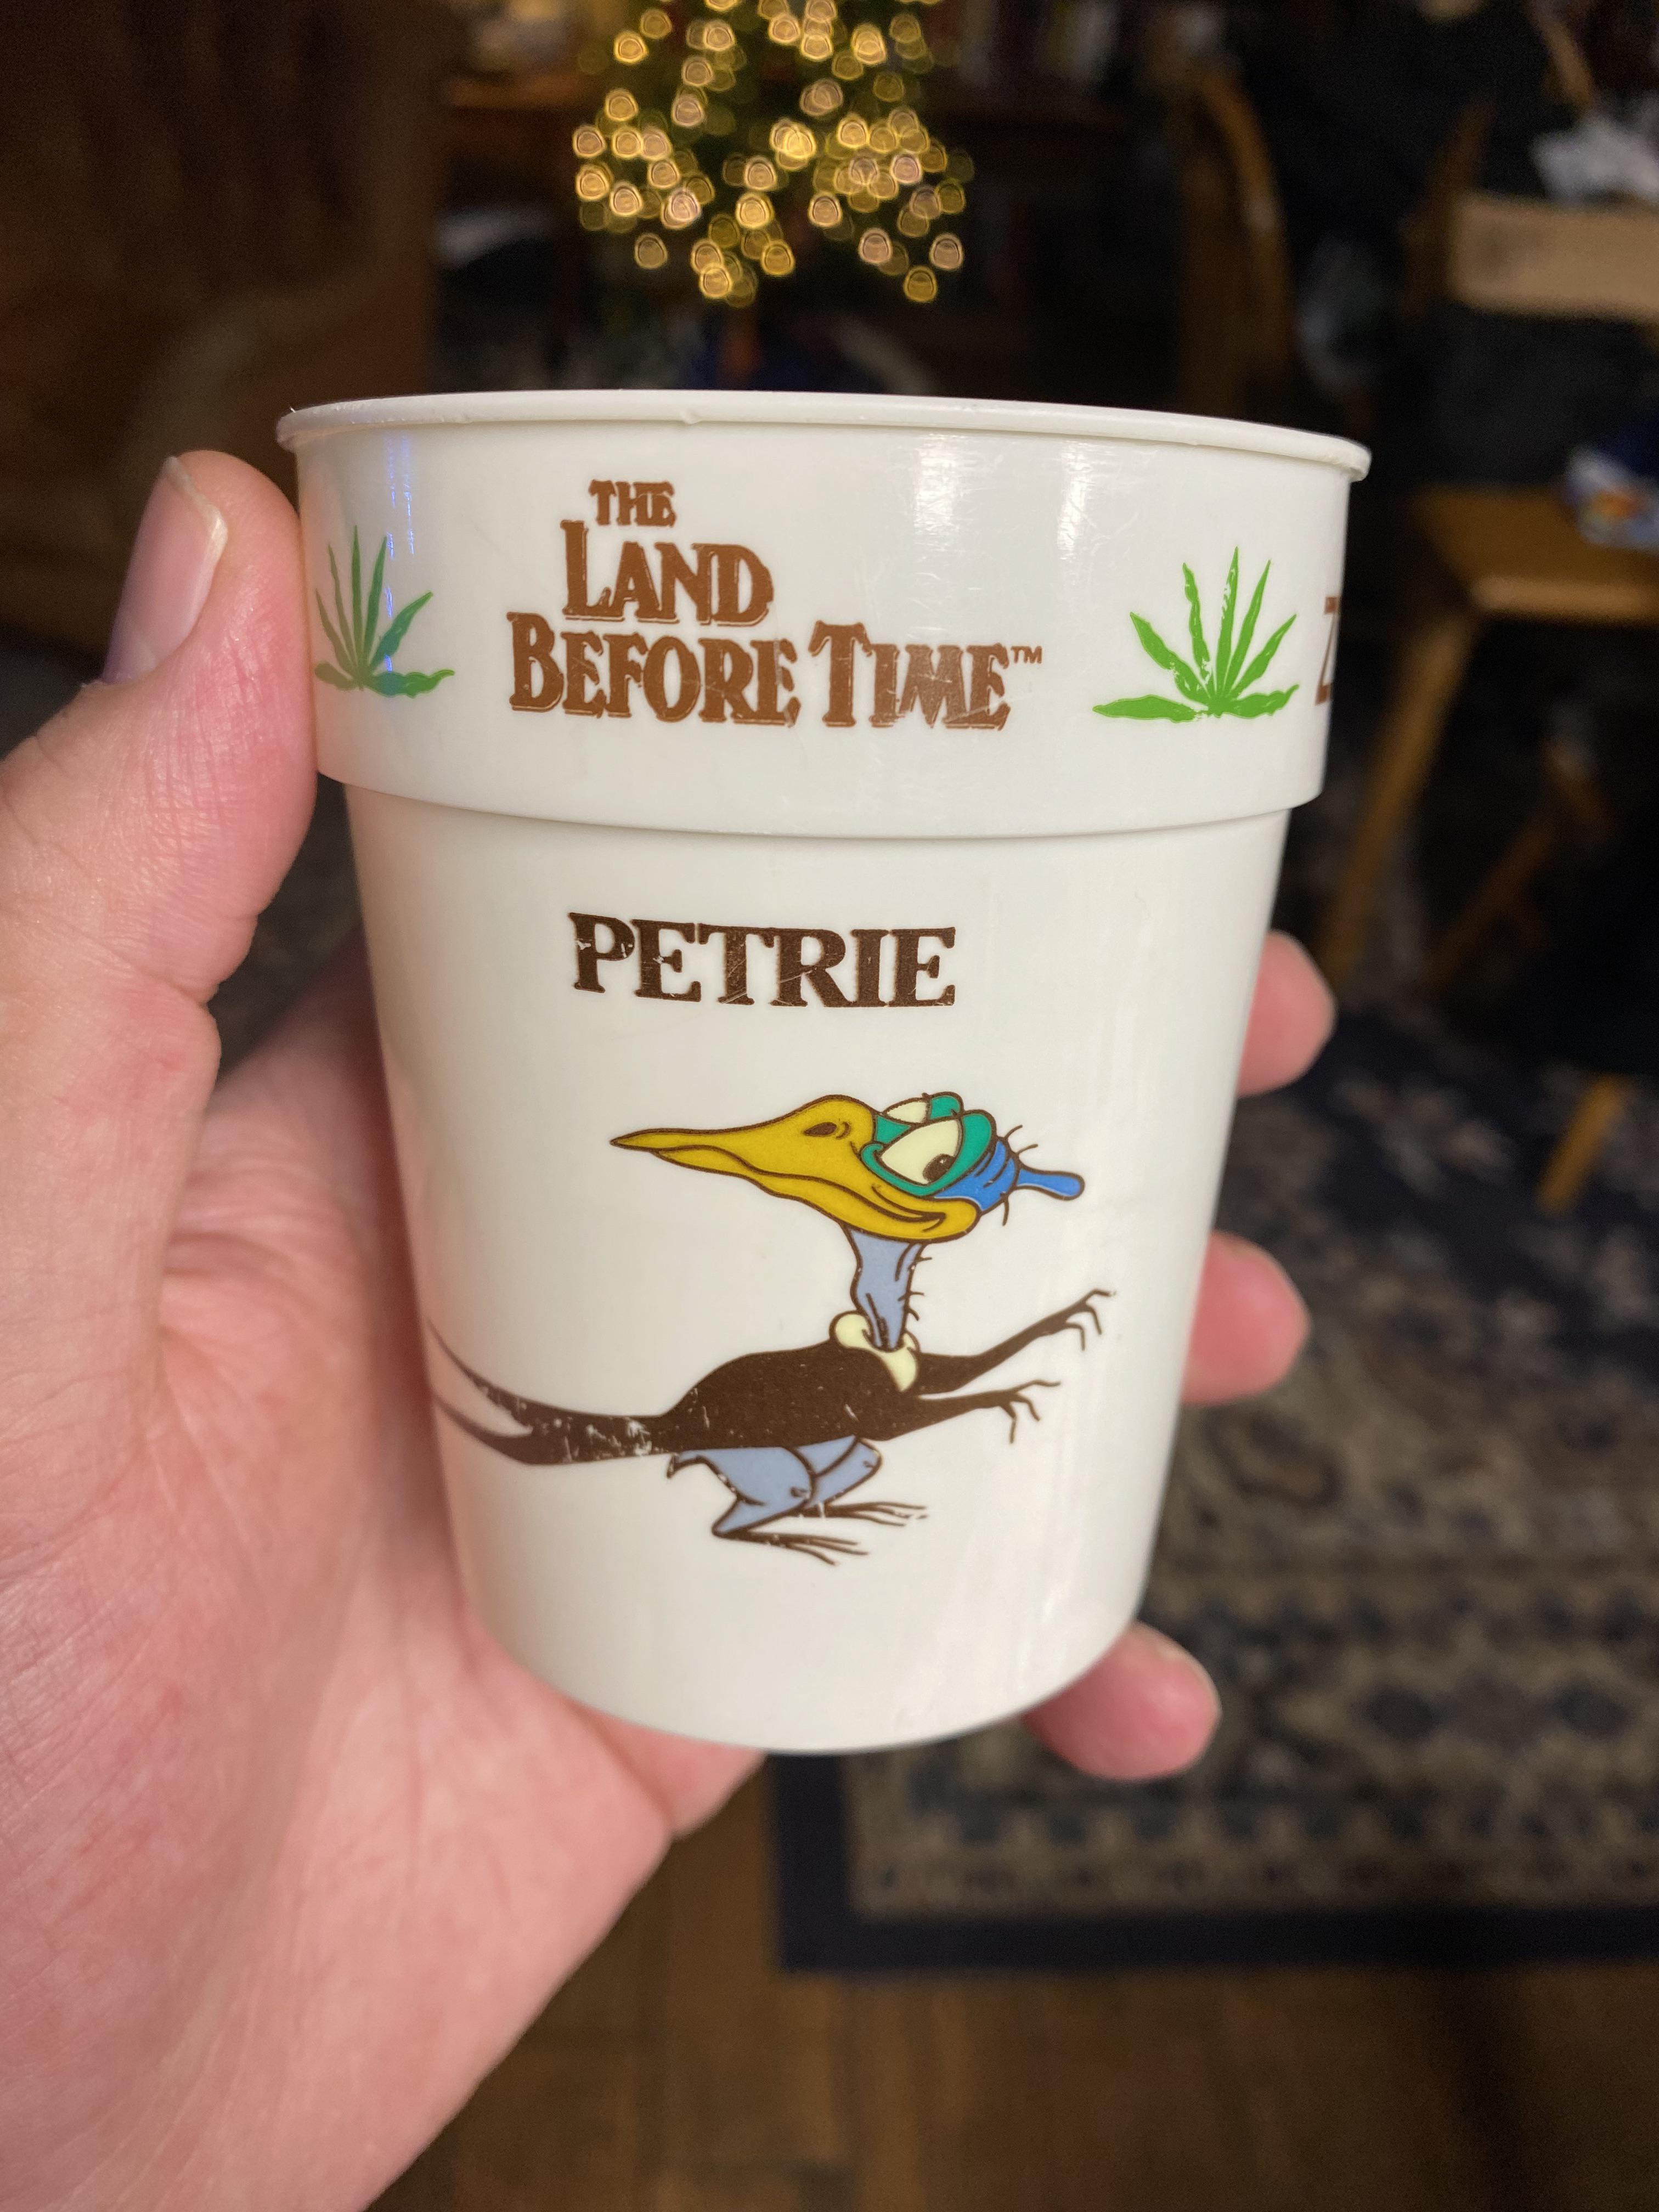 THE
LAND
BEFORE TIME™
PETRIE